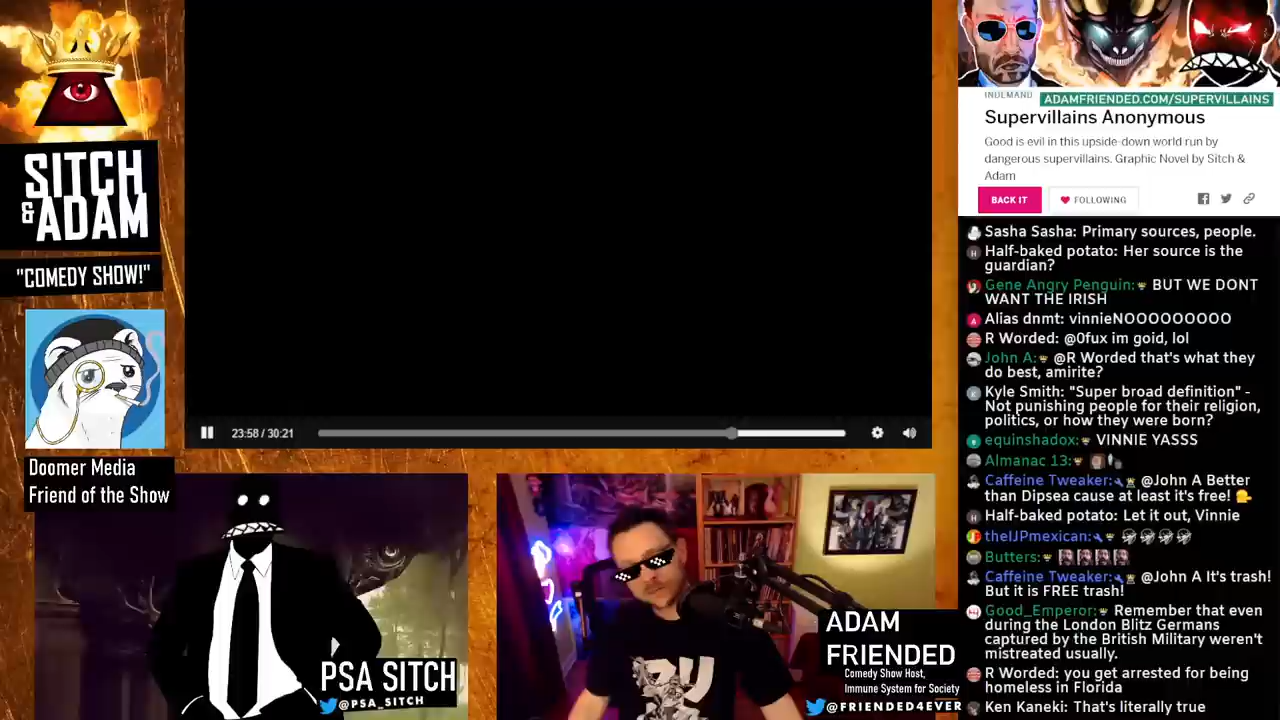 SITCH
& ADAM
"COMEDY SHOW!"
Doomer Media
Friend of the Show
23:58 / 30:21
PSA SITCH
@PSA_SITCH
ADAM
FRIENDED
Comedy Show Host,
Immune System for Society
@FRIENDED4EVER
INDEMAND
ADAMFRIENDED.COM/SUPERVILLAINS
Supervillains Anonymous
Good is evil in this upside-down world run by
dangerous supervillains. Graphic Novel by Sitch &
Adam
BACK IT
FOLLOWING
Sasha Sasha: Primary sources, people.
Half-baked potato: Her source is the
guardian?
Gene Angry Penguin: BUT WE DONT
WANT THE IRISH
Alias dnmt: vinnieNOOOOOOOOO
R Worded: @0fux im goid, lol
John A: @R Worded that's what they
do best, amirite?
Kyle Smith: "Super broad definition" -
Not punishing people for their religion,
politics, or how they were born?
equinshadox: VINNIE YASSS
Almanac 13:
Caffeine Tweaker: @John A Better
than Dipsea cause at least it's free!
Half-baked potato: Let it out, Vinnie
theIJPmexican:
Butters:
Caffeine Tweaker: @John A It's trash!
But it is FREE trash!
Good_Emperor: Remember that even
during the London Blitz Germans
captured by the British Military weren't
mistreated usually.
R Worded: you get arrested for being
homeless in Florida
Ken Kaneki: That's literally true